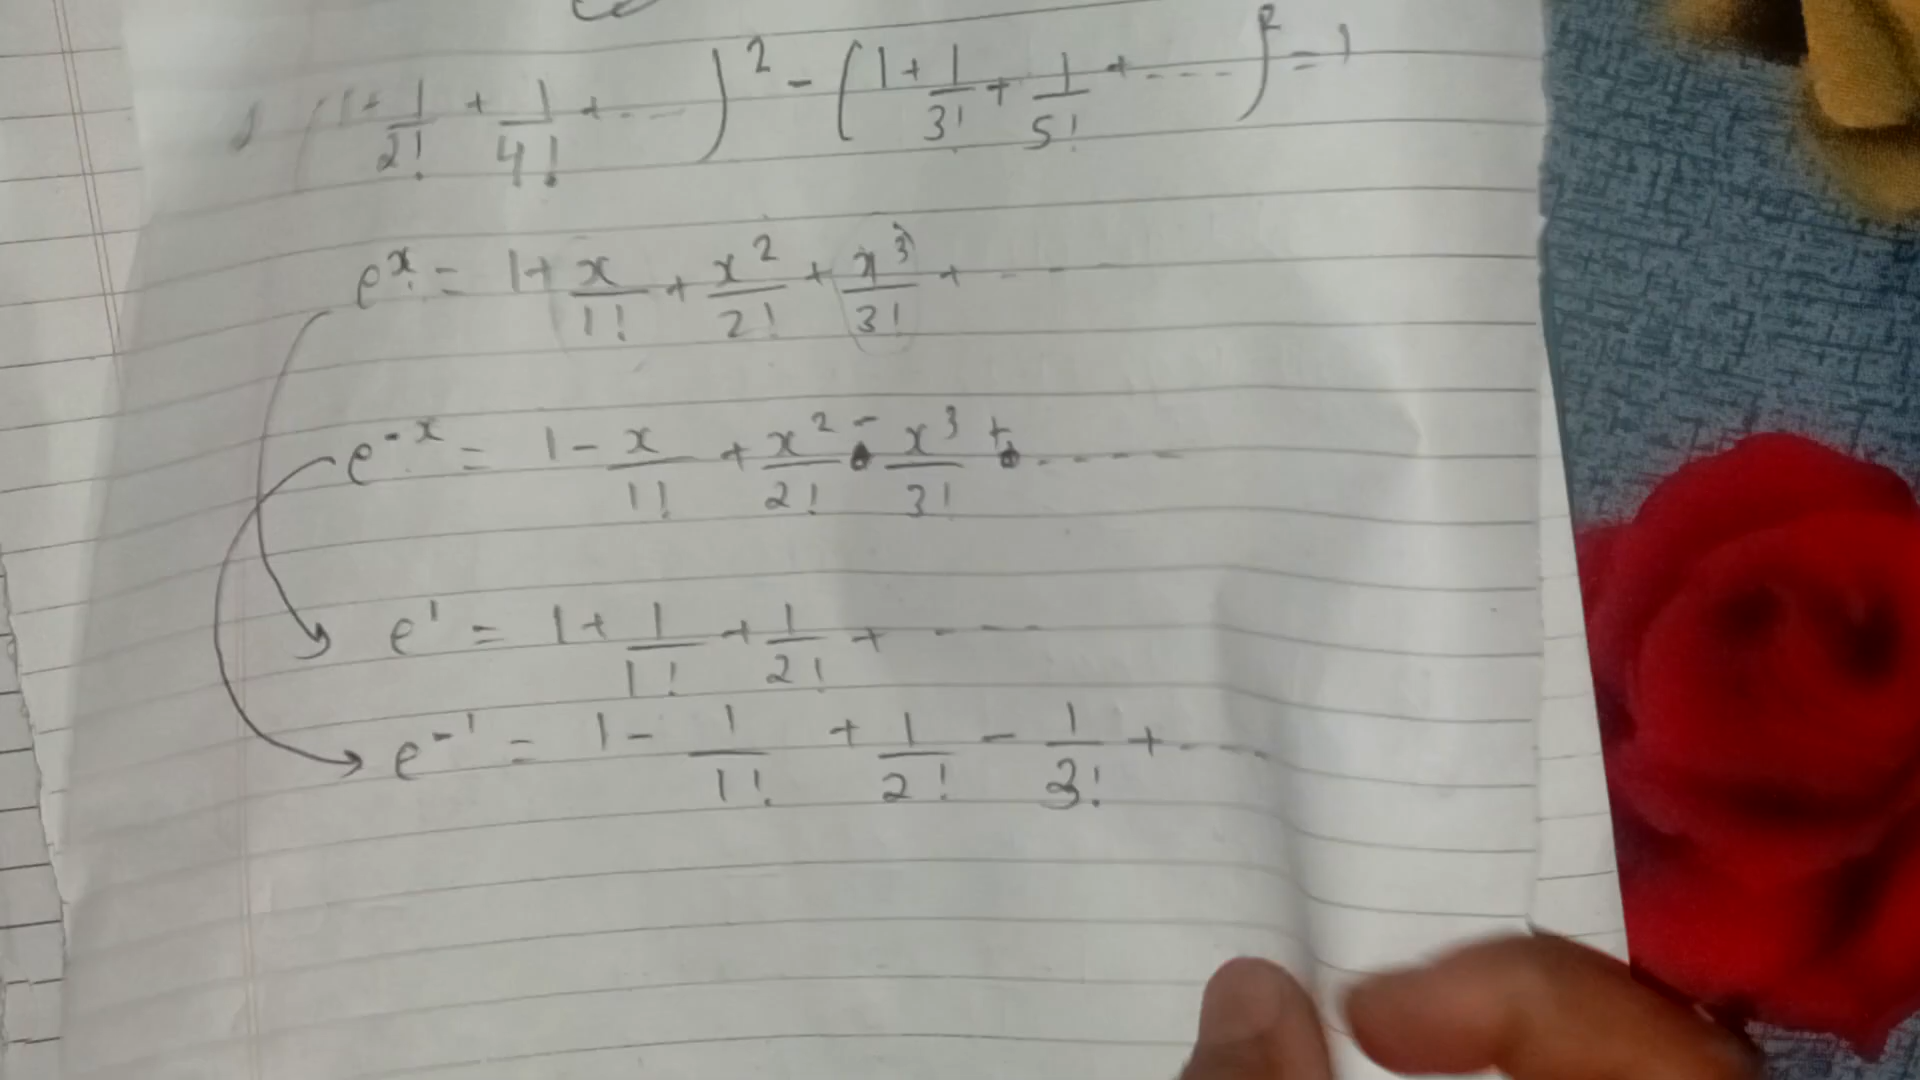 (1 + 1/2! + 1/4! + ....)² - (1 + 1/3! + 1/5! + ....)² = 1
eˣ = 1 + x/1! + x²/2! + x³/3! + ....
e⁻ˣ = 1 - x/1! + x²/2! - x³/3! + ....
e¹ = 1 + 1/1! + 1/2! + ....
e⁻¹ = 1 - 1/1! + 1/2! - 1/3! + ....